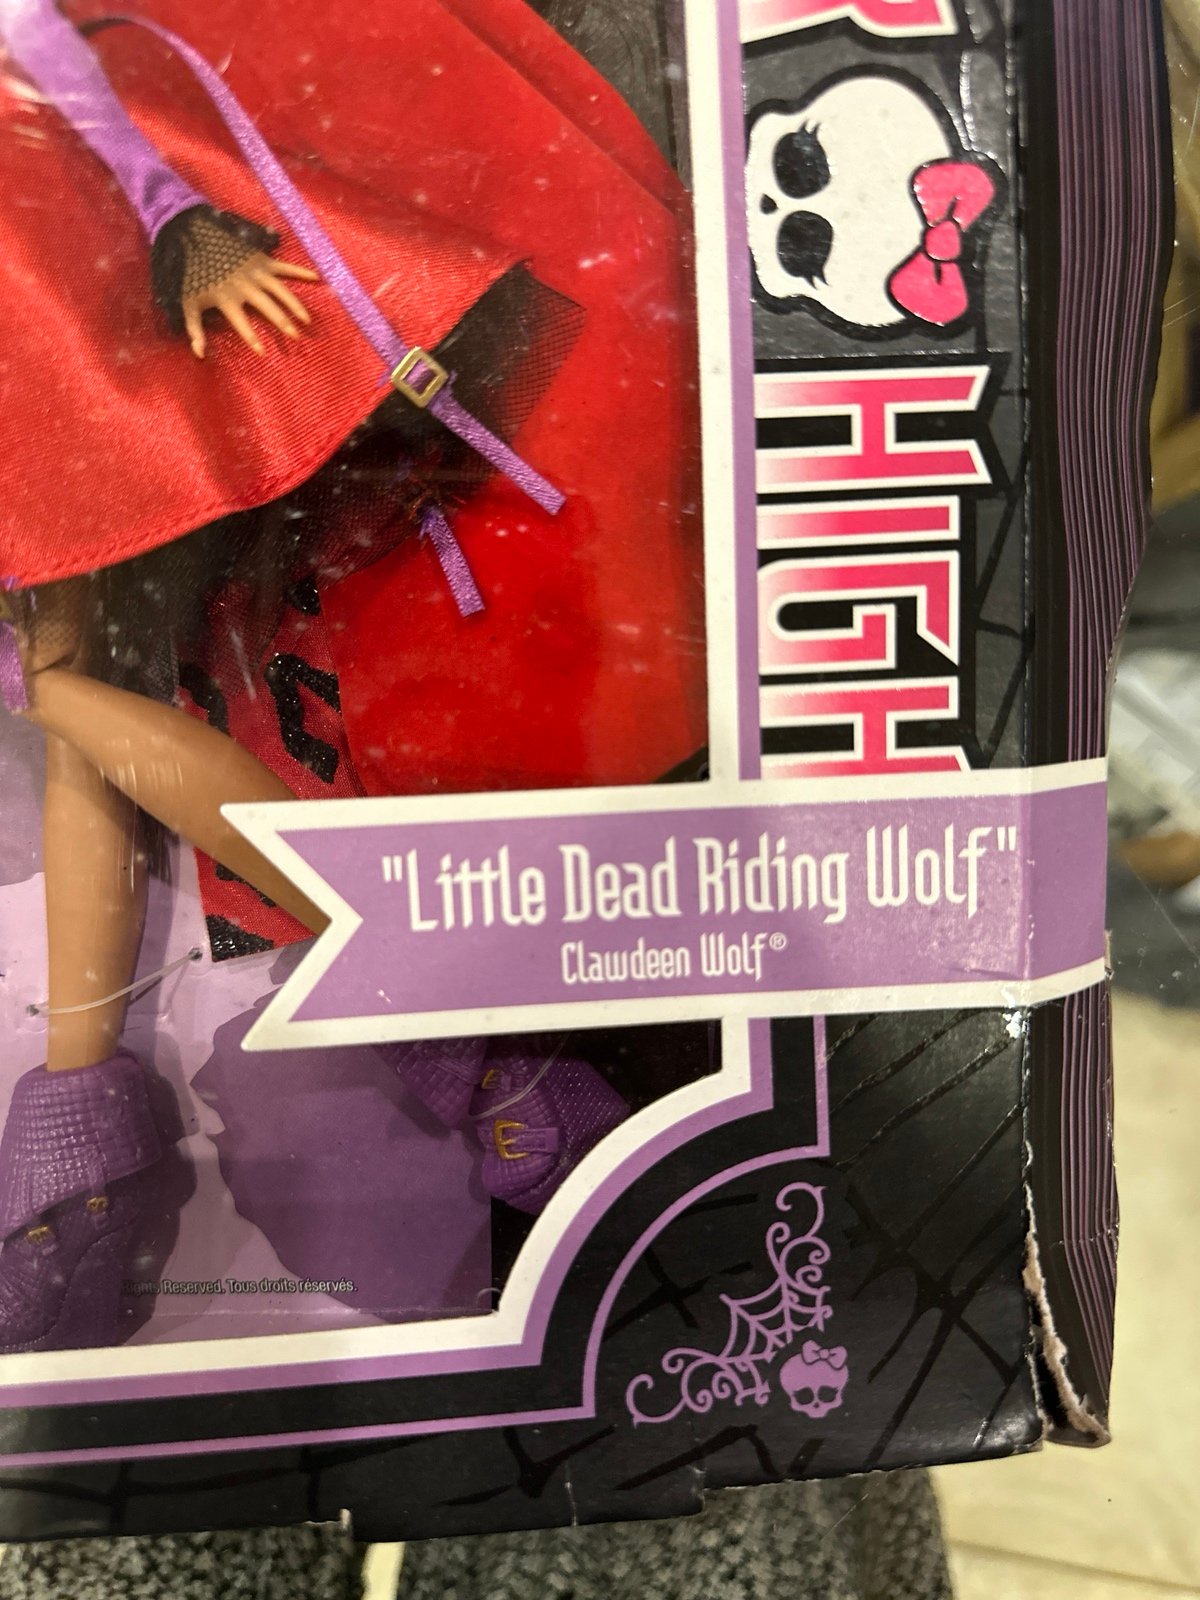 R HIGH
"Little Dead Riding Wolf"
Clawdeen Wolf®
Rights Reserved. Tous droits réservés.